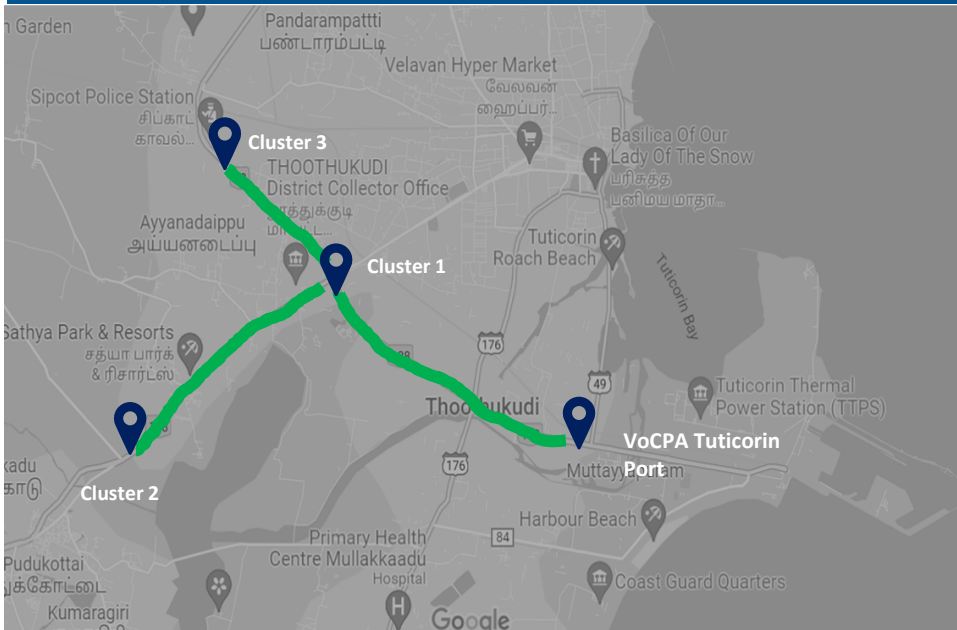 n Garden
Pandarampattti
பண்டாரம்பட்டி
Velavan Hyper Market
வேலவன்
ஹைப்பர்...
Sipcot Police Station
சிப்காட்
காவல்...
Cluster 3
Basilica Of Our
Lady Of The Snow
பரிசுத்த
பனிமய மாதா...
THOOTHUKUDI
District Collector Office
Ayyanadaippu
அய்யனடைப்பு
Cluster 1
Tuticorin
Roach Beach
Tuticorin Bay
Sathya Park & Resorts
சத்யா பார்க்
& ரிசார்ட்ஸ்
176
49
Thoothukudi
Tuticorin Thermal
Power Station (TTPS)
VoCPA Tuticorin
Port
Muttayyapuram
Cluster 2
176
Harbour Beach
84
Primary Health
Centre Mullakkaadu
Hospital
Pudukottai
Coast Guard Quarters
Kumaragiri
H
Google